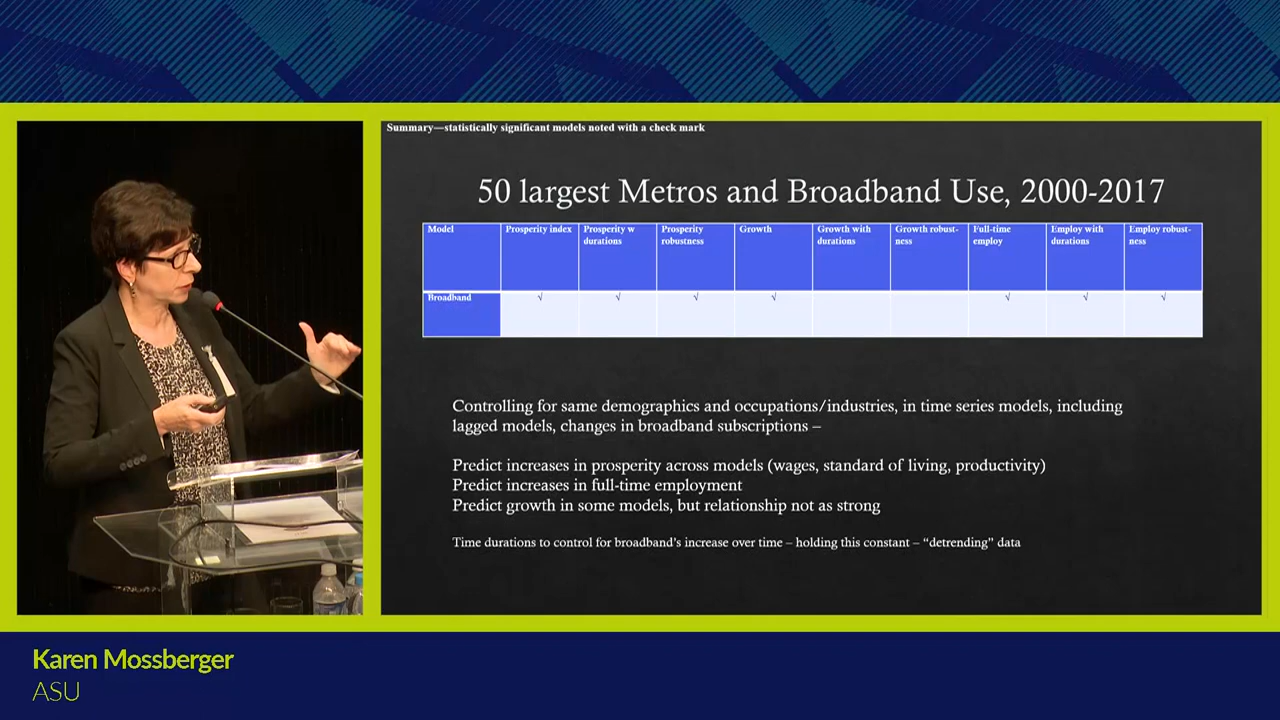 Summary—statistically significant models noted with a check mark
50 largest Metros and Broadband Use, 2000-2017
Model
Prosperity index
Prosperity w
durations
Prosperity
robustness
Growth
Growth with
durations
Growth robust-
ness
Full-time
employ
Employ with
durations
Employ robust-
ness
Broadband
√ √ √ √ √ √ √
Controlling for same demographics and occupations/industries, in time series models, including
lagged models, changes in broadband subscriptions –
Predict increases in prosperity across models (wages, standard of living, productivity)
Predict increases in full-time employment
Predict growth in some models, but relationship not as strong
Time durations to control for broadband’s increase over time – holding this constant – “detrending” data
Karen Mossberger
ASU